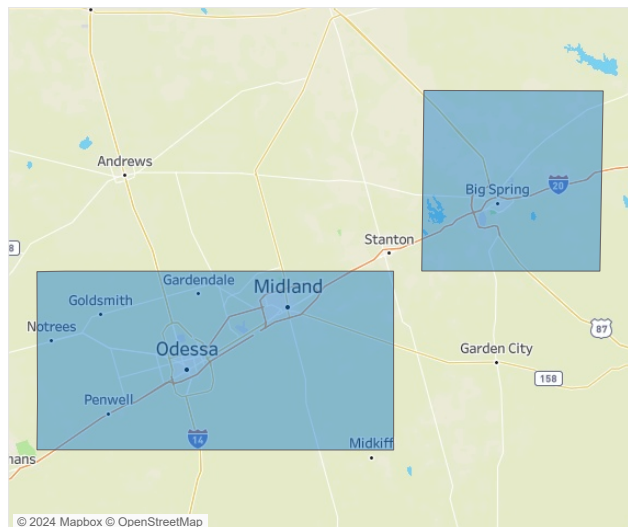 Andrews
Big Spring
20
Stanton
8
Gardendale
Midland
Goldsmith
Notrees
87
Odessa
Garden City
158
Penwell
14
Midkiff
nans
© 2024 Mapbox © OpenStreetMap